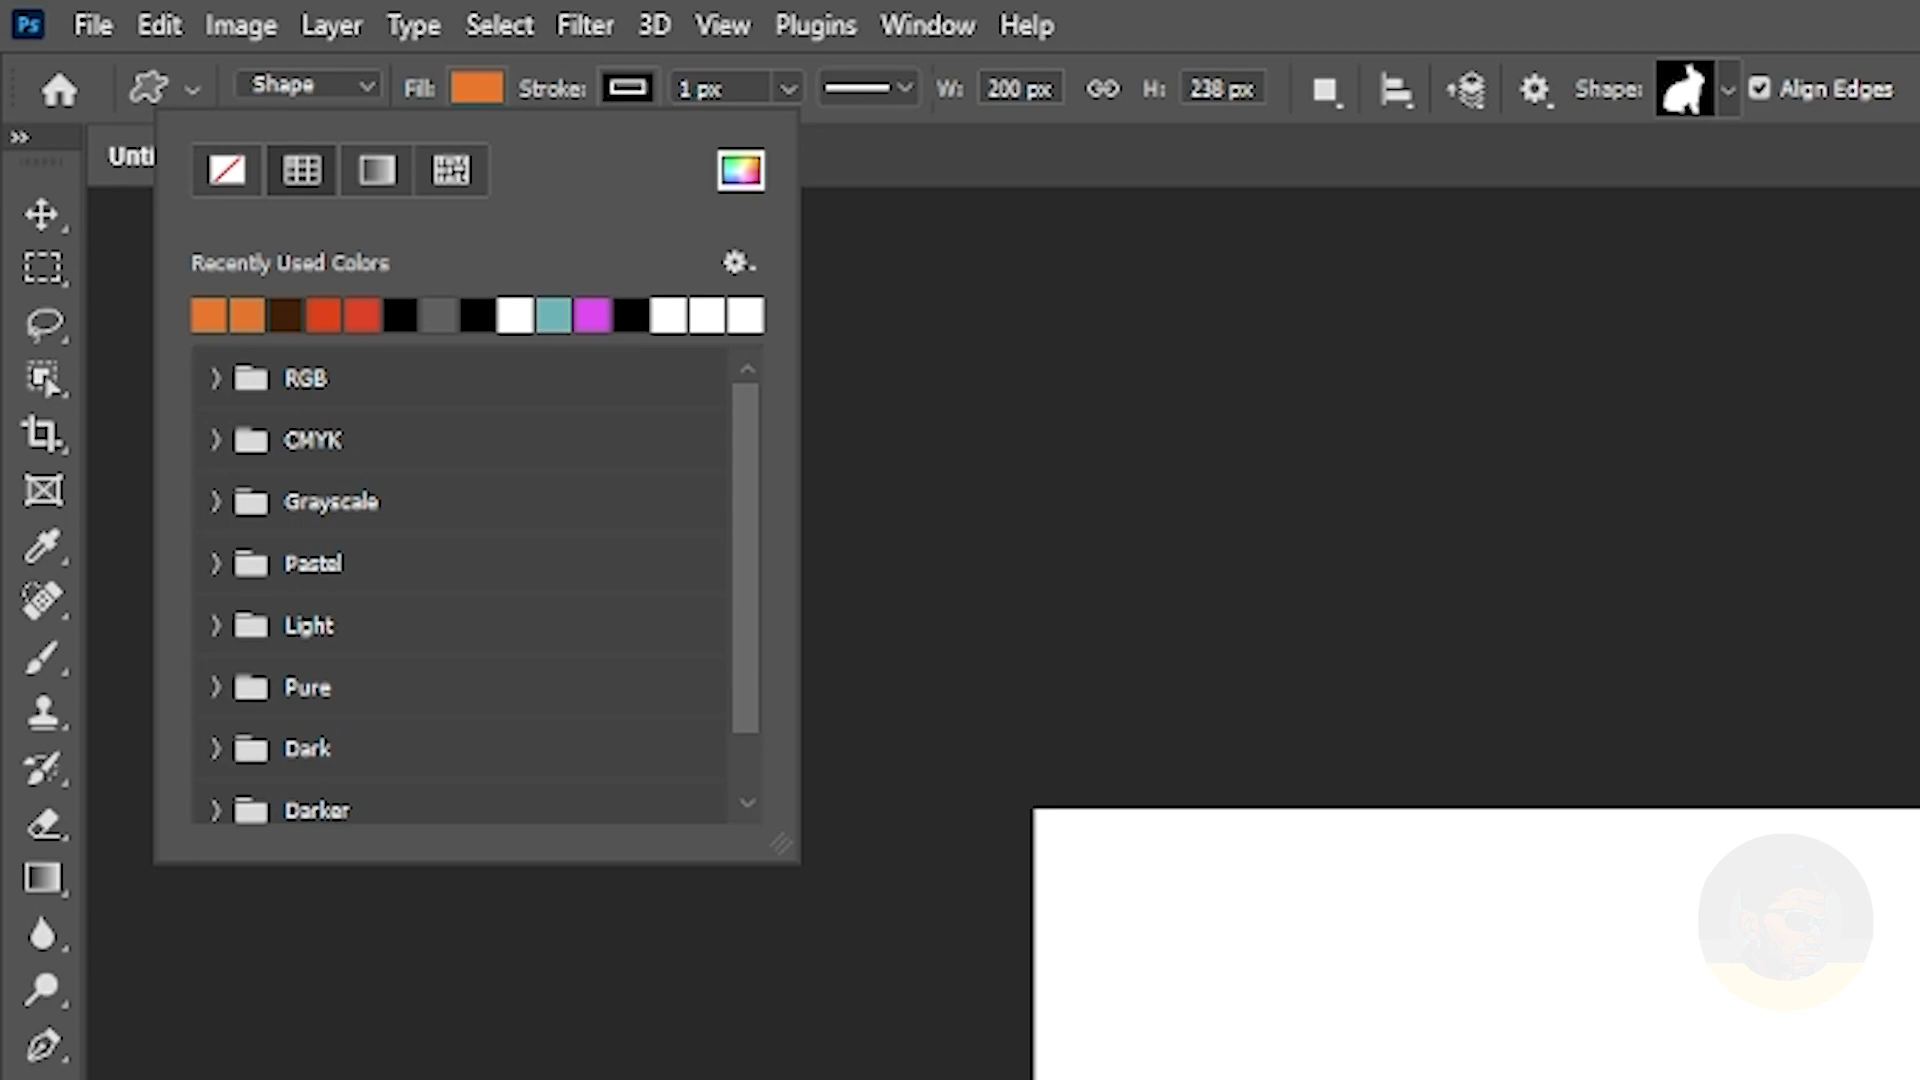 Ps File Edit Image Layer Type Select Filter 3D View Plugins Window Help
Shape Fill: Stroke: 1 px W: 200 px H: 238 px Shape: Align Edges
Unti
Recently Used Colors
RGB
CMYK
Grayscale
Pastel
Light
Pure
Dark
Darker